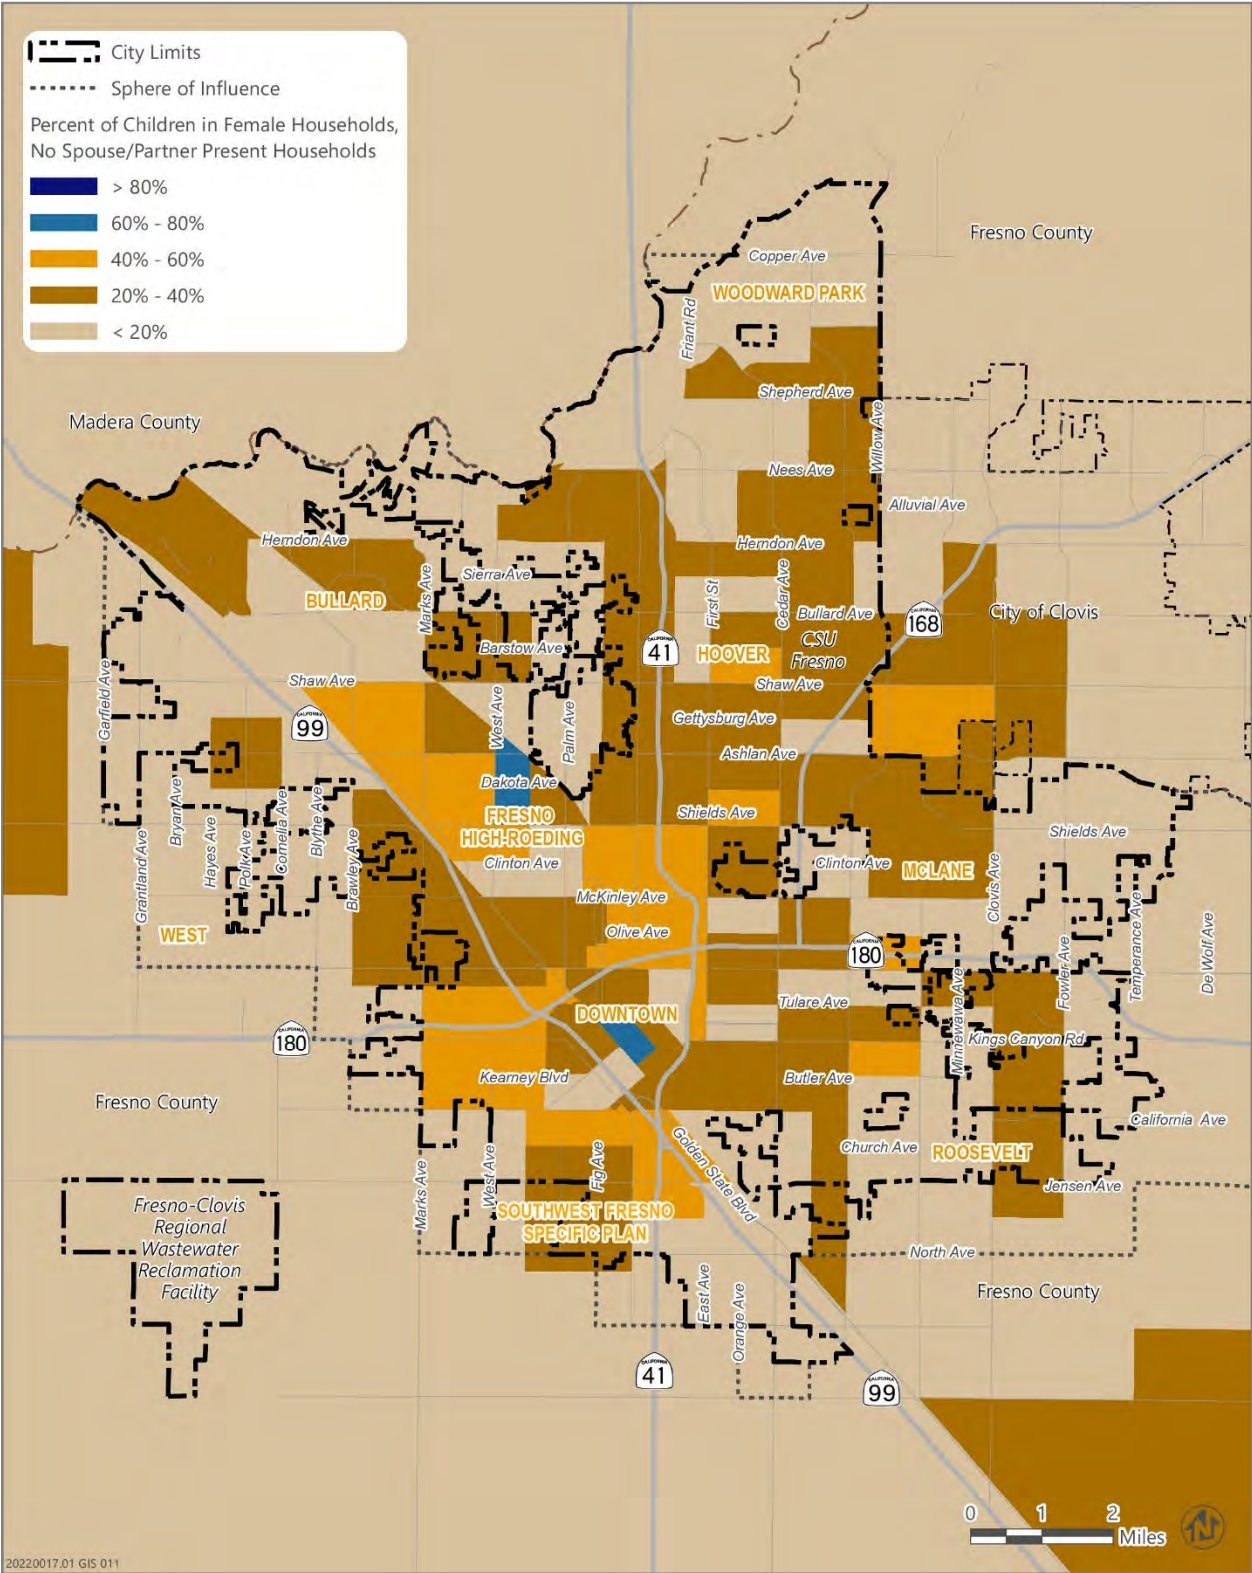 City Limits
Sphere of Influence
Percent of Children in Female Households,
No Spouse/Partner Present Households
> 80%
60% - 80%
40% - 60%
20% - 40%
< 20%
Fresno County
Copper Ave
WOODWARD PARK
Friant Rd
Shepherd Ave
Madera County
Willow Ave
Nees Ave
Alluvial Ave
Herndon Ave
Herndon Ave
Sierra Ave
Marks Ave
BULLARD
First St
Cedar Ave
Bullard Ave
CALIFORNIA
168
City of Clovis
CALIFORNIA
41
Barstow Ave
HOOVER
CSU
Fresno
Garfield Ave
Shaw Ave
Shaw Ave
CALIFORNIA
99
West Ave
Palm Ave
Gettysburg Ave
Ashlan Ave
Dakota Ave
Bryan Ave
Hayes Ave
Polk Ave
Cornelia Ave
Blythe Ave
Brawley Ave
Grantland Ave
FRESNO
HIGH-ROEDING
Shields Ave
Shields Ave
Clinton Ave
Clinton Ave
MCLANE
Clovis Ave
McKinley Ave
WEST
Olive Ave
CALIFORNIA
180
Fowler Ave
Temperance Ave
De Wolf Ave
DOWNTOWN
Tulare Ave
Minnewawa Ave
CALIFORNIA
180
Kings Canyon Rd
Kearney Blvd
Butler Ave
Fresno County
California Ave
Golden State Blvd
Church Ave
ROOSEVELT
Marks Ave
West Ave
Fig Ave
Jensen Ave
Fresno-Clovis
Regional
Wastewater
Reclamation
Facility
SOUTHWEST FRESNO
SPECIFIC PLAN
North Ave
East Ave
Orange Ave
Fresno County
CALIFORNIA
41
CALIFORNIA
99
0 1 2
Miles
N
20220017.01 GIS 011